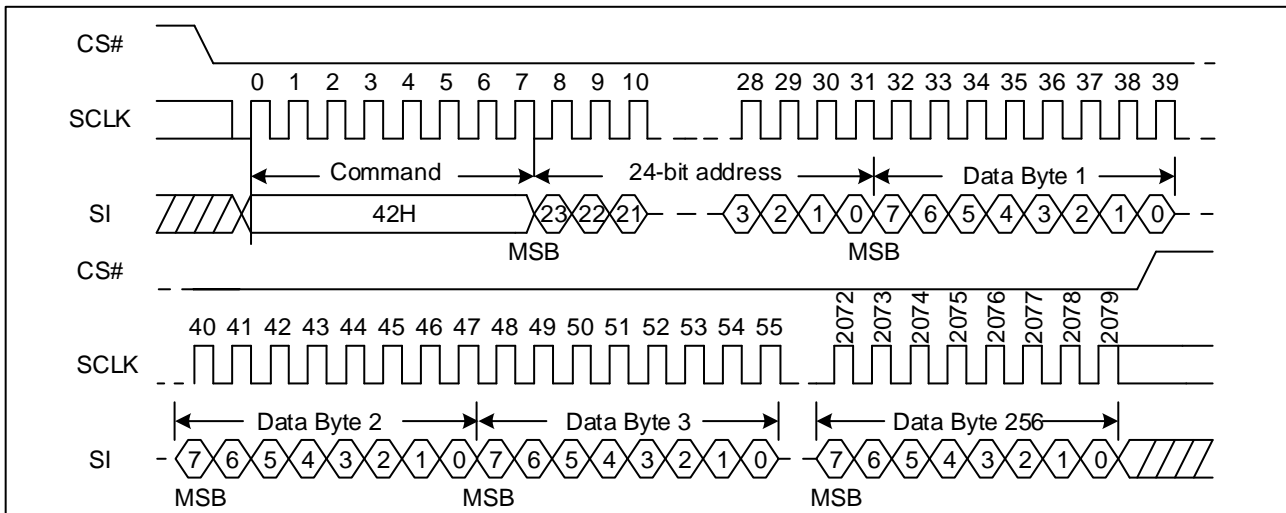 CS#
0 1 2 3 4 5 6 7 8 9 10 28 29 30 31 32 33 34 35 36 37 38 39
SCLK
Command 24-bit address Data Byte 1
SI 42H 23 22 21 3 2 1 0 7 6 5 4 3 2 1 0
MSB MSB
CS#
40 41 42 43 44 45 46 47 48 49 50 51 52 53 54 55 2072 2073 2074 2075 2076 2077 2078 2079
SCLK
Data Byte 2 Data Byte 3 Data Byte 256
SI 7 6 5 4 3 2 1 0 7 6 5 4 3 2 1 0 7 6 5 4 3 2 1 0
MSB MSB MSB